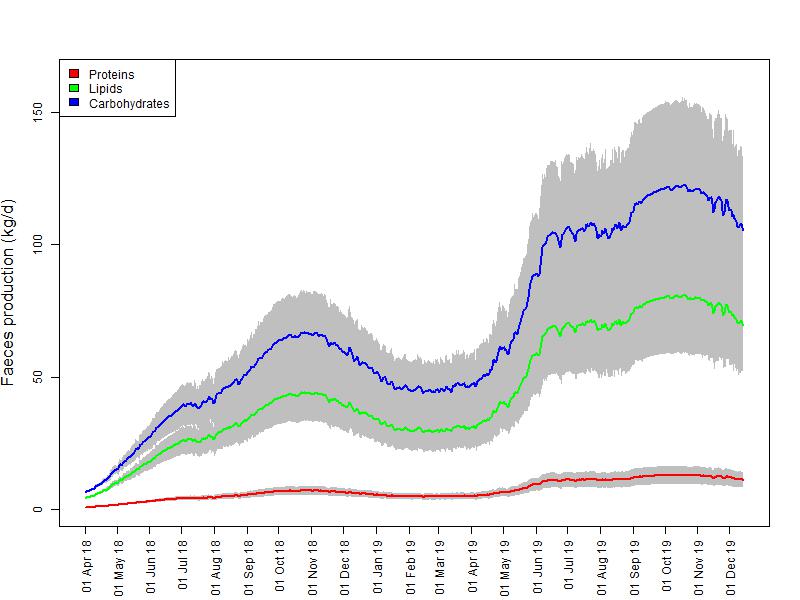 Proteins
Lipids
Carbohydrates
Faeces production (kg/d)
150
100
50
0
01 Apr 18
01 May 18
01 Jun 18
01 Jul 18
01 Aug 18
01 Sep 18
01 Oct 18
01 Nov 18
01 Dec 18
01 Jan 19
01 Feb 19
01 Mar 19
01 Apr 19
01 May 19
01 Jun 19
01 Jul 19
01 Aug 19
01 Sep 19
01 Oct 19
01 Nov 19
01 Dec 19